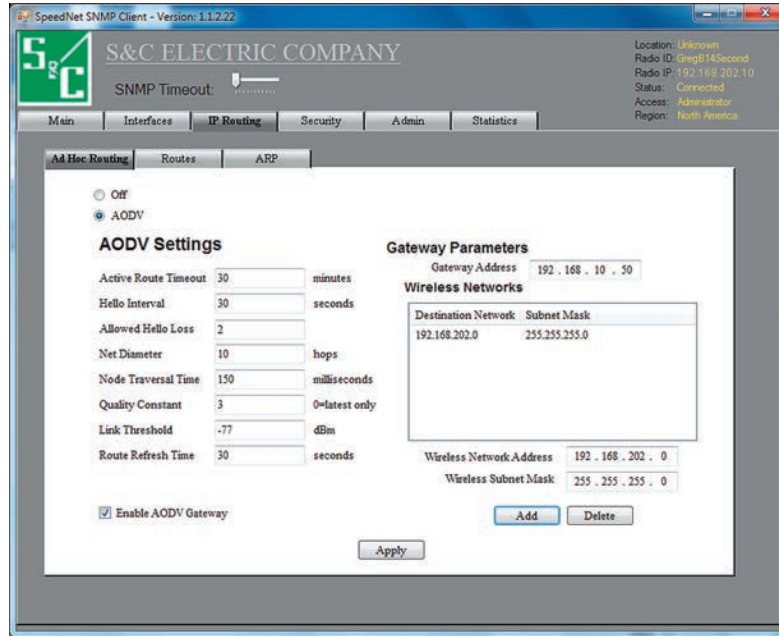 SpeedNet SNMP Client - Version: 1.1.2.22
S&C
S&C ELECTRIC COMPANY
SNMP Timeout:
Location: Unknown
Radio ID: GregB14Second
Radio IP: 192.168.202.10
Status: Connected
Access: Administrator
Region: North America
Main Interfaces IP Routing Security Admin Statistics
Ad Hoc Routing Routes ARP
Off
AODV
AODV Settings
Active Route Timeout 30 minutes
Hello Interval 30 seconds
Allowed Hello Loss 2
Net Diameter 10 hops
Node Traversal Time 150 milliseconds
Quality Constant 3 0=latest only
Link Threshold -77 dBm
Route Refresh Time 30 seconds
Enable AODV Gateway
Gateway Parameters
Gateway Address 192 . 168 . 10 . 50
Wireless Networks
Destination Network Subnet Mask
192.168.202.0 255.255.255.0
Wireless Network Address 192 . 168 . 202 . 0
Wireless Subnet Mask 255 . 255 . 255 . 0
Add Delete
Apply